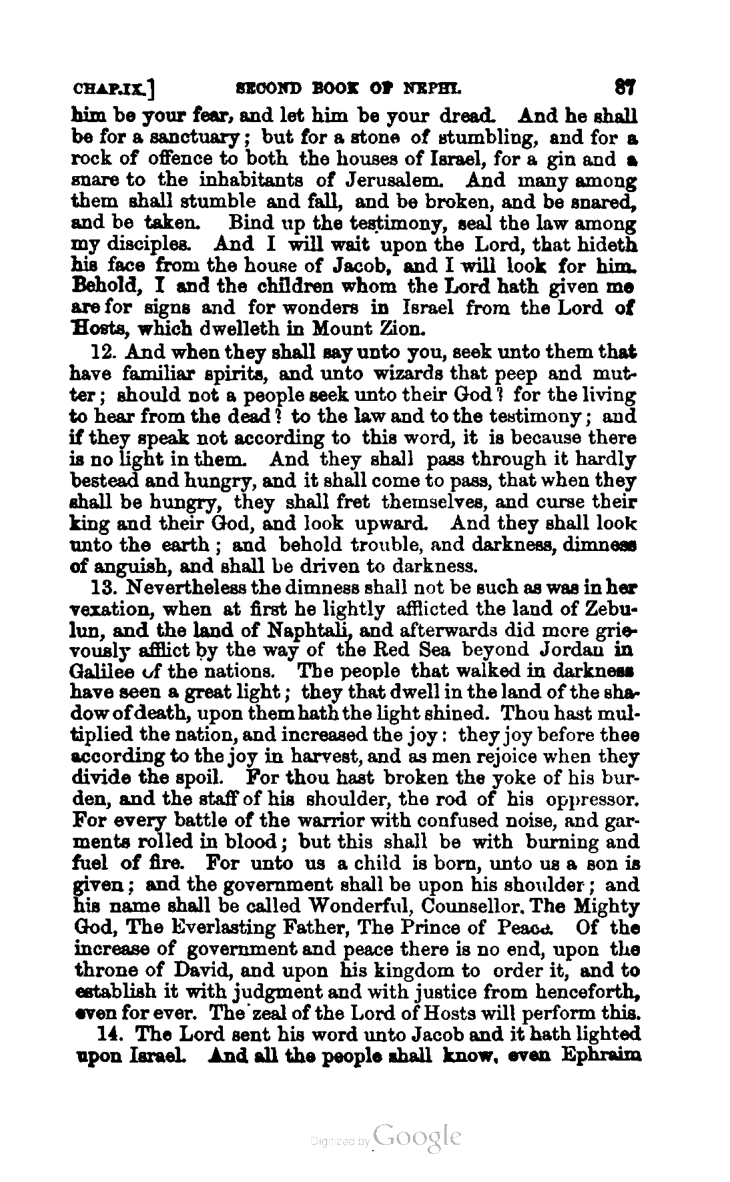 CHAP.IX.] SECOND BOOK OF NEPHI. 87
him be your fear, and let him be your dread. And he shall
be for a sanctuary; but for a stone of stumbling, and for a
rock of offence to both the houses of Israel, for a gin and a
snare to the inhabitants of Jerusalem. And many among
them shall stumble and fall, and be broken, and be snared,
and be taken. Bind up the testimony, seal the law among
my disciples. And I will wait upon the Lord, that hideth
his face from the house of Jacob, and I will look for him.
Behold, I and the children whom the Lord hath given me
are for signs and for wonders in Israel from the Lord of
Hosts, which dwelleth in Mount Zion.
12. And when they shall say unto you, seek unto them that
have familiar spirits, and unto wizards that peep and mut-
ter; should not a people seek unto their God? for the living
to hear from the dead? to the law and to the testimony; and
if they speak not according to this word, it is because there
is no light in them. And they shall pass through it hardly
bestead and hungry, and it shall come to pass, that when they
shall be hungry, they shall fret themselves, and curse their
king and their God, and look upward. And they shall look
unto the earth; and behold trouble, and darkness, dimness
of anguish, and shall be driven to darkness.
13. Nevertheless the dimness shall not be such as was in her
vexation, when at first he lightly afflicted the land of Zebu-
lun, and the land of Naphtali, and afterwards did more grie-
vously afflict by the way of the Red Sea beyond Jordan in
Galilee of the nations. The people that walked in darkness
have seen a great light; they that dwell in the land of the sha-
dow of death, upon them hath the light shined. Thou hast mul-
tiplied the nation, and increased the joy: they joy before thee
according to the joy in harvest, and as men rejoice when they
divide the spoil. For thou hast broken the yoke of his bur-
den, and the staff of his shoulder, the rod of his oppressor.
For every battle of the warrior with confused noise, and gar-
ments rolled in blood; but this shall be with burning and
fuel of fire. For unto us a child is born, unto us a son is
given; and the government shall be upon his shoulder; and
his name shall be called Wonderful, Counsellor, The Mighty
God, The Everlasting Father, The Prince of Peace. Of the
increase of government and peace there is no end, upon the
throne of David, and upon his kingdom to order it, and to
establish it with judgment and with justice from henceforth,
even for ever. The zeal of the Lord of Hosts will perform this.
14. The Lord sent his word unto Jacob and it hath lighted
upon Israel. And all the people shall know, even Ephraim
Digitized by Google